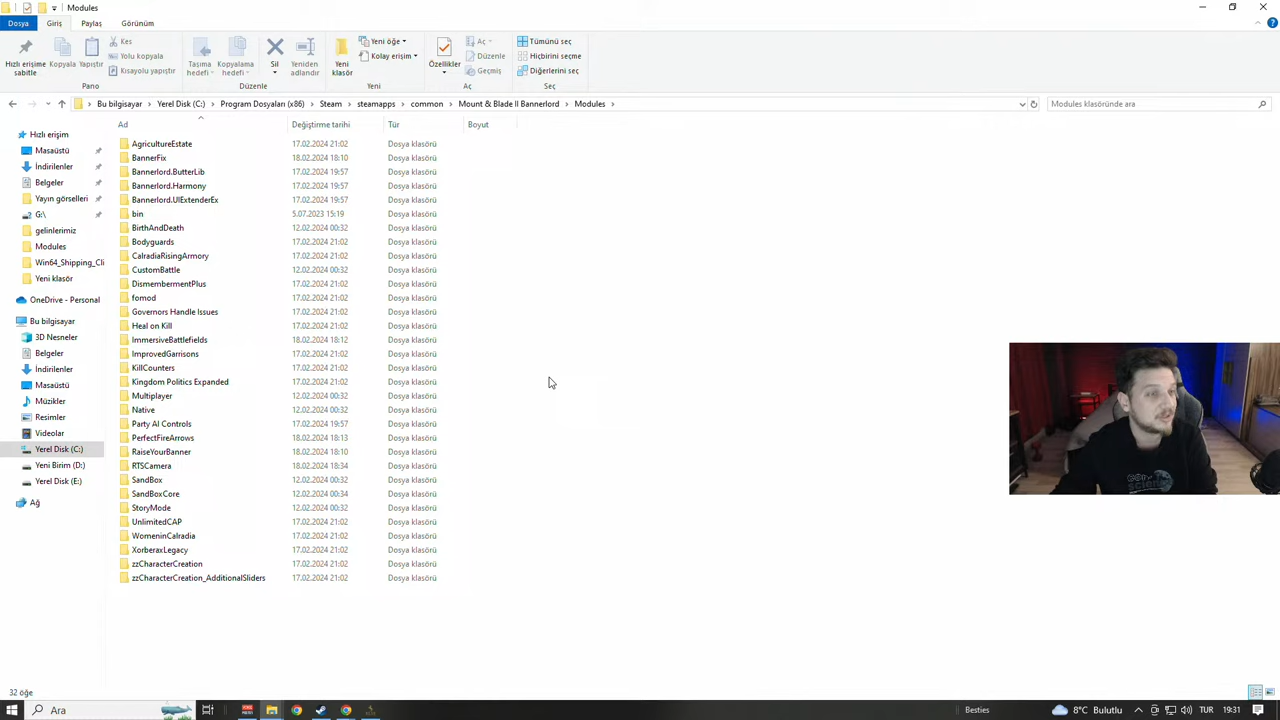 Modules
Dosya Giriş Paylaş Görünüm
Hızlı erişime sabitle
Kopyala
Yapıştır
Kes
Yolu kopyala
Kısayolu yapıştır
Pano
Taşıma hedefi
Kopyalama hedefi
Sil
Yeniden adlandır
Düzenle
Yeni klasör
Yeni öğe
Kolay erişim
Yeni
Özellikler
Aç
Düzenle
Geçmiş
Aç
Tümünü seç
Hiçbirini seçme
Diğerlerini seç
Seç
Bu bilgisayar > Yerel Disk (C:) > Program Dosyaları (x86) > Steam > steamapps > common > Mount & Blade II Bannerlord > Modules >
Modules klasöründe ara
Hızlı erişim
Masaüstü
İndirilenler
Belgeler
Yayın görselleri
G:\
gelinlerimiz
Modules
Win64_Shipping_Cli
Yeni klasör
OneDrive - Personal
Bu bilgisayar
3D Nesneler
Belgeler
İndirilenler
Masaüstü
Müzikler
Resimler
Videolar
Yerel Disk (C:)
Yeni Birim (D:)
Yerel Disk (E:)
Ağ
Ad Değiştirme tarihi Tür Boyut
AgricultureEstate 17.02.2024 21:02 Dosya klasörü
BannerFix 18.02.2024 18:10 Dosya klasörü
Bannerlord.ButterLib 17.02.2024 19:57 Dosya klasörü
Bannerlord.Harmony 17.02.2024 19:57 Dosya klasörü
Bannerlord.UIExtenderEx 17.02.2024 19:57 Dosya klasörü
bin 5.07.2023 15:19 Dosya klasörü
BirthAndDeath 12.02.2024 00:32 Dosya klasörü
Bodyguards 17.02.2024 21:02 Dosya klasörü
CalradiaRisingArmory 17.02.2024 21:02 Dosya klasörü
CustomBattle 12.02.2024 00:32 Dosya klasörü
DismembermentPlus 17.02.2024 21:02 Dosya klasörü
fomod 17.02.2024 21:02 Dosya klasörü
Governors Handle Issues 17.02.2024 21:02 Dosya klasörü
Heal on Kill 17.02.2024 21:02 Dosya klasörü
ImmersiveBattlefields 18.02.2024 18:12 Dosya klasörü
ImprovedGarrisons 17.02.2024 21:02 Dosya klasörü
KillCounters 17.02.2024 21:02 Dosya klasörü
Kingdom Politics Expanded 17.02.2024 21:02 Dosya klasörü
Multiplayer 12.02.2024 00:32 Dosya klasörü
Native 12.02.2024 00:32 Dosya klasörü
Party AI Controls 17.02.2024 19:57 Dosya klasörü
PerfectFireArrows 18.02.2024 18:13 Dosya klasörü
RaiseYourBanner 18.02.2024 18:10 Dosya klasörü
RTSCamera 18.02.2024 18:34 Dosya klasörü
SandBox 12.02.2024 00:32 Dosya klasörü
SandBoxCore 12.02.2024 00:34 Dosya klasörü
StoryMode 12.02.2024 00:32 Dosya klasörü
UnlimitedCAP 17.02.2024 21:02 Dosya klasörü
WomeninCalradia 17.02.2024 21:02 Dosya klasörü
XorberaxLegacy 17.02.2024 21:02 Dosya klasörü
zzCharacterCreation 17.02.2024 21:02 Dosya klasörü
zzCharacterCreation_AdditionalSliders 17.02.2024 21:02 Dosya klasörü
32 öğe
Ara
Besties
8°C Bulutlu
TUR
19:31